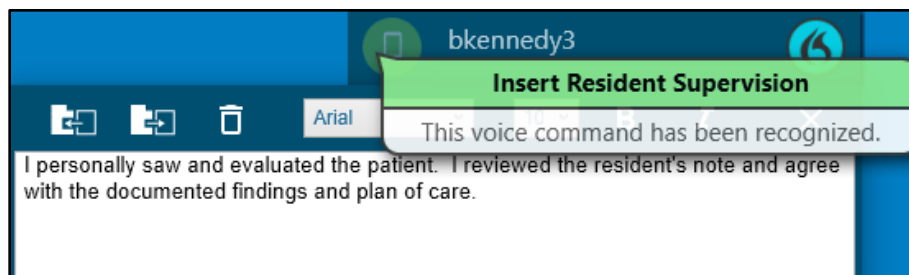 bkennedy3
Insert Resident Supervision
This voice command has been recognized.
Arial
10
B
I personally saw and evaluated the patient.  I reviewed the resident's note and agree
with the documented findings and plan of care.